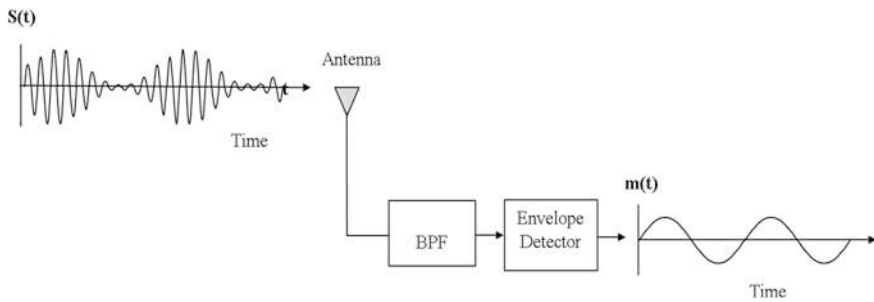 S(t)
Antenna
t
Time
m(t)
BPF
Envelope
Detector
Time